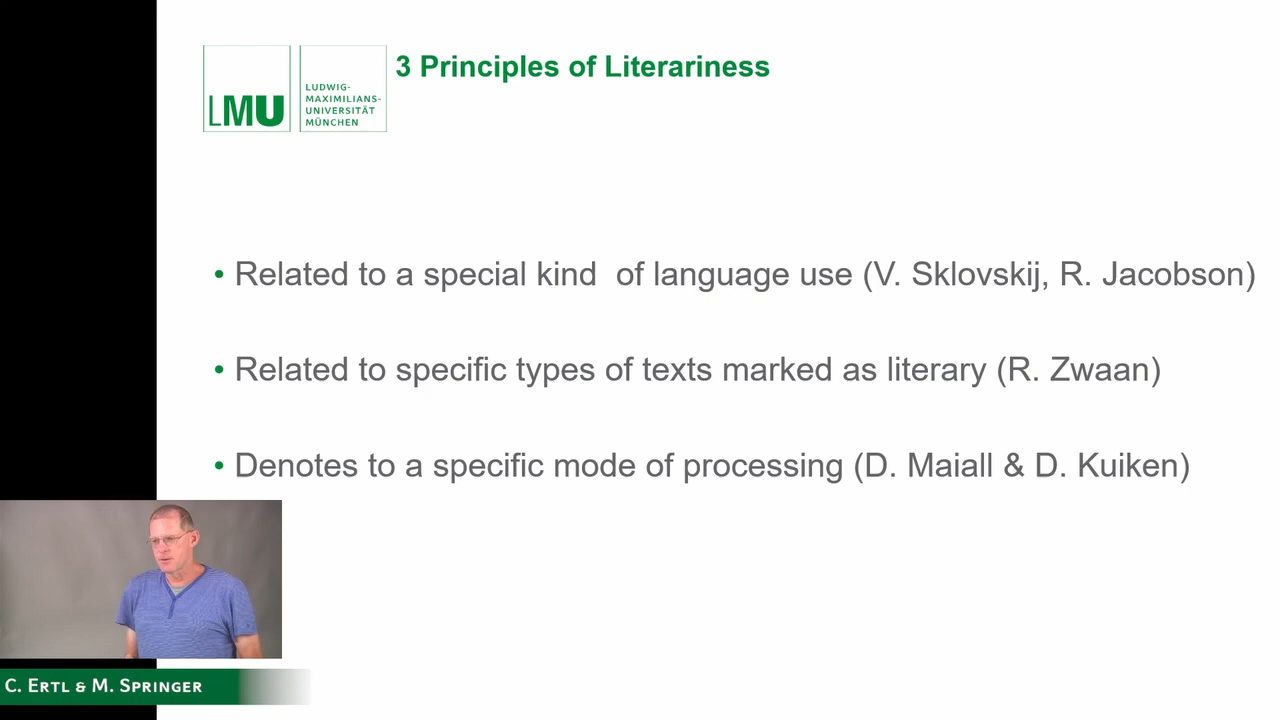 3 Principles of Literariness
LMU
LUDWIG-
MAXIMILIANS-
UNIVERSITÄT
MÜNCHEN
• Related to a special kind  of language use (V. Sklovskij, R. Jacobson)
• Related to specific types of texts marked as literary (R. Zwaan)
• Denotes to a specific mode of processing (D. Maiall & D. Kuiken)
C. ERTL & M. SPRINGER